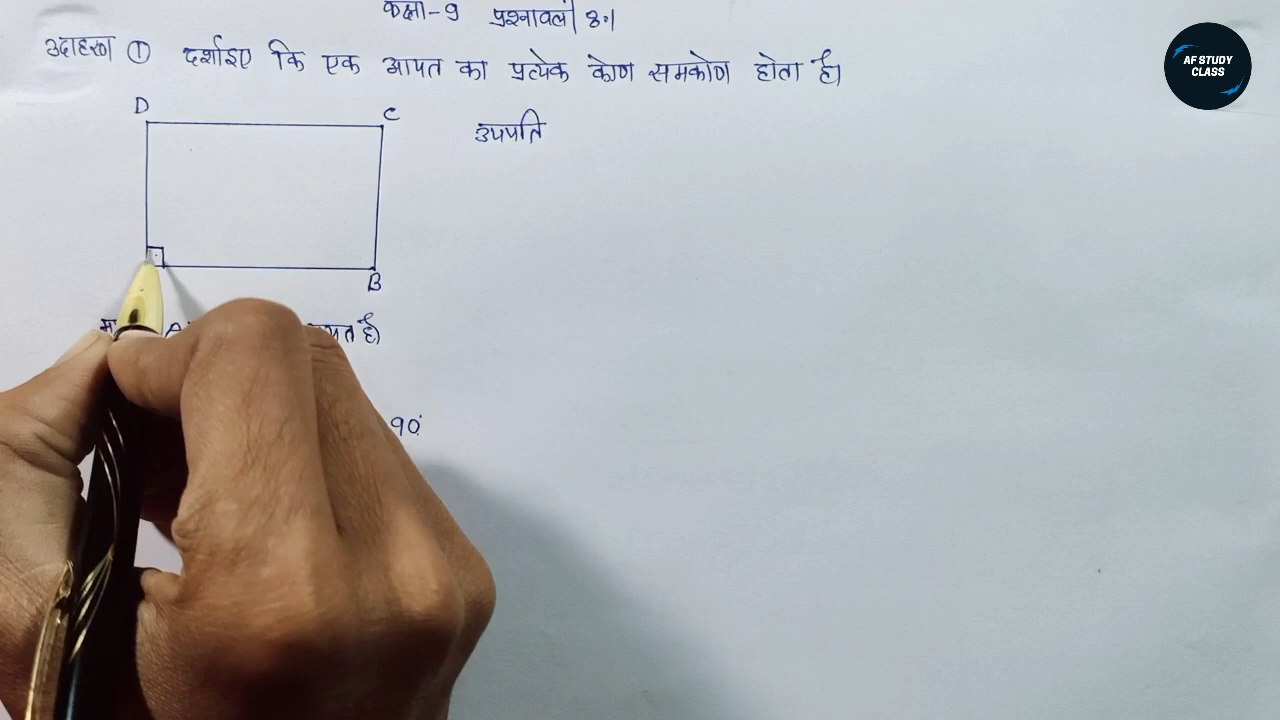 कक्षा-9 प्रश्नावली 8.1
उदाहरण ① दर्शाइए कि एक आयत का प्रत्येक कोण समकोण होता है।
D
C
उपपति
B
है।
90°
AF STUDY
CLASS